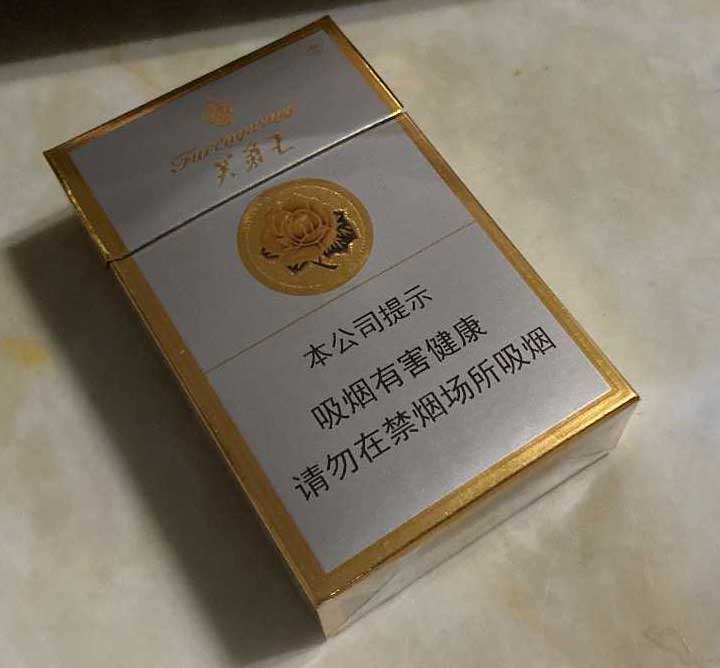 Furongwang
芙蓉王
本公司提示
吸烟有害健康
请勿在禁烟场所吸烟